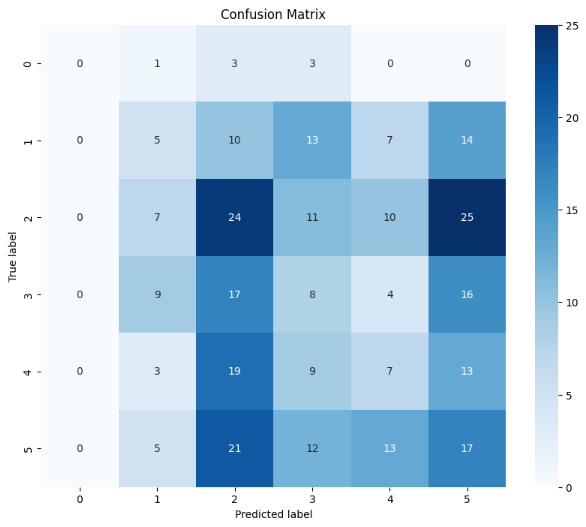 Confusion Matrix
0 0 1 3 3 0 0
1 0 5 10 13 7 14
2 0 7 24 11 10 25
3 0 9 17 8 4 16
4 0 3 19 9 7 13
5 0 5 21 12 13 17
0 1 2 3 4 5
True label
Predicted label
25
20
15
10
5
0